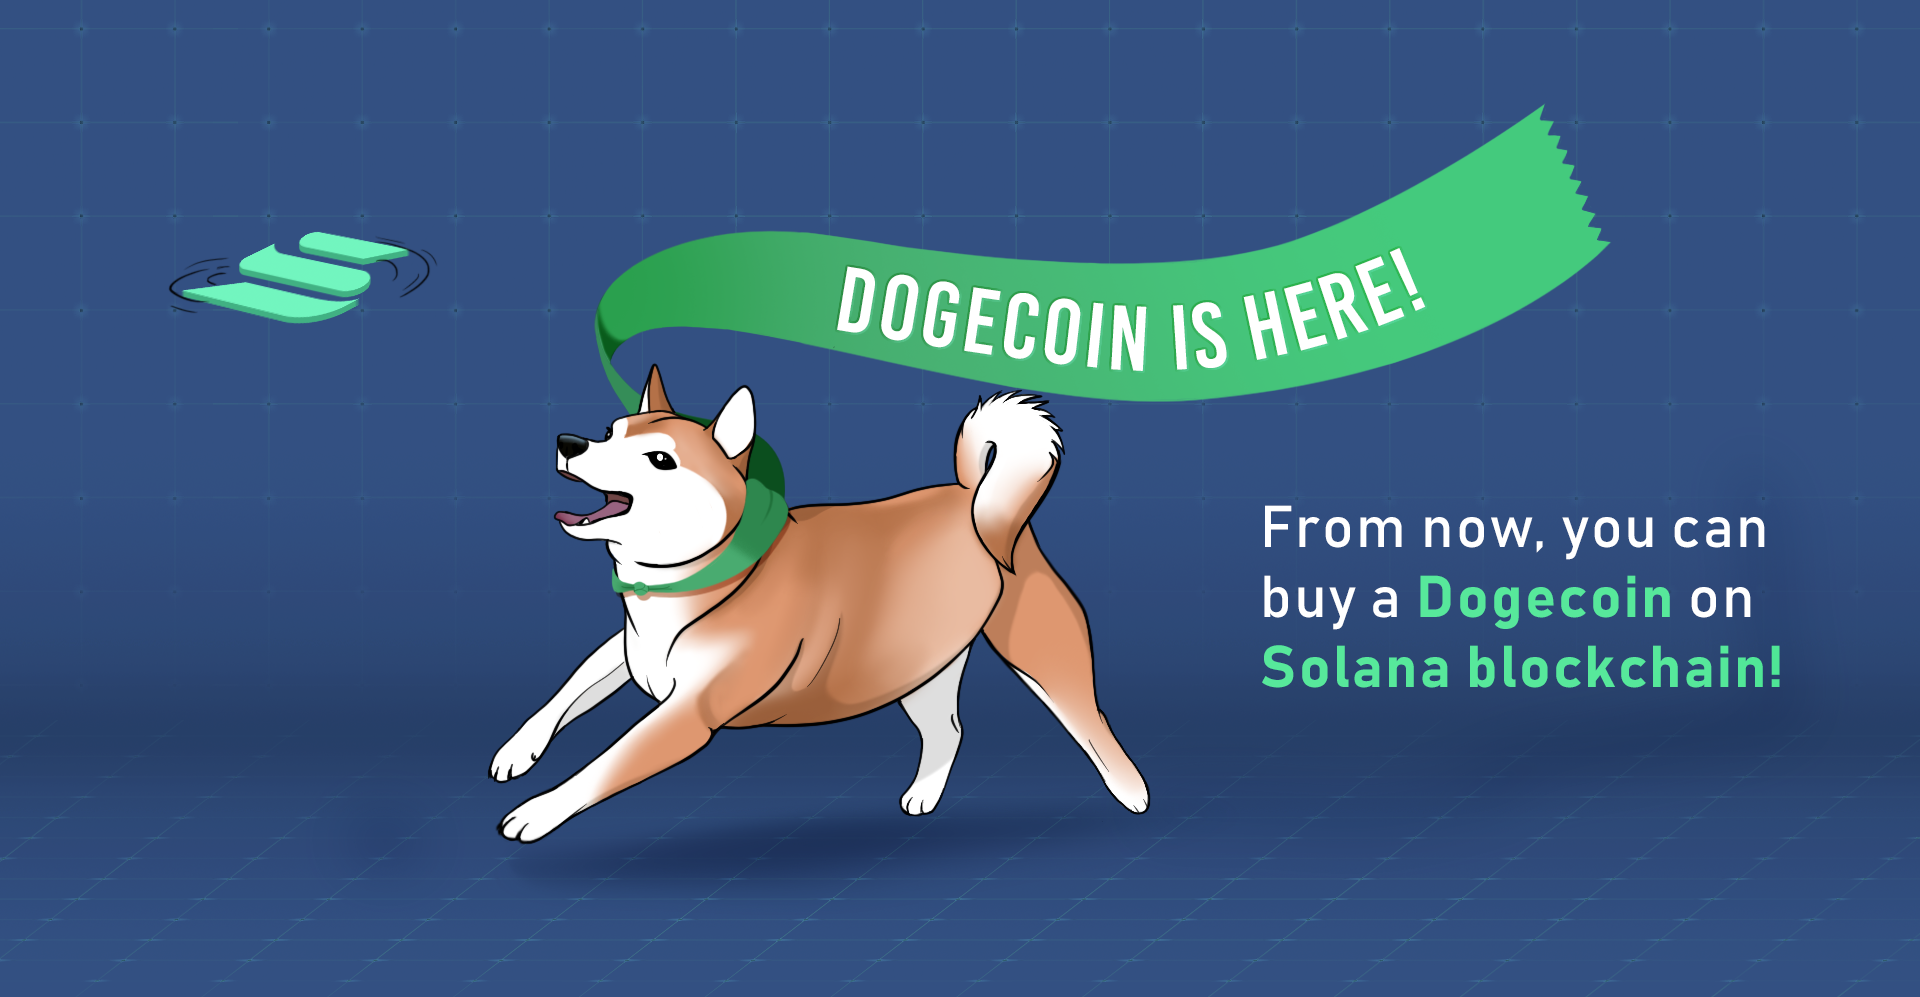 DOGECOIN IS HERE!
From now, you can
buy a Dogecoin on
Solana blockchain!